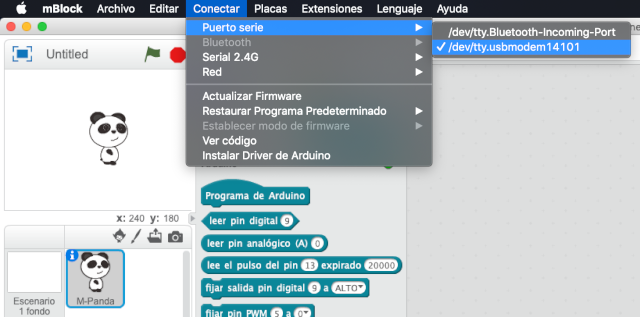 mBlock Archivo Editar Conectar Placas Extensiones Lenguaje Ayuda
Puerto serie
Bluetooth
Serial 2.4G
Red
Actualizar Firmware
Restaurar Programa Predeterminado
Establecer modo de firmware
Ver código
Instalar Driver de Arduino
/dev/tty.Bluetooth-Incoming-Port
/dev/tty.usbmodem14101
Untitled
x: 240 y: 180
Escenario
1 fondo
M-Panda
Programa de Arduino
leer pin digital 9
leer pin analógico (A) 0
lee el pulso del pin 13 expirado 20000
fijar salida pin digital 9 a ALTO
fijar pin PWM 5 a 0